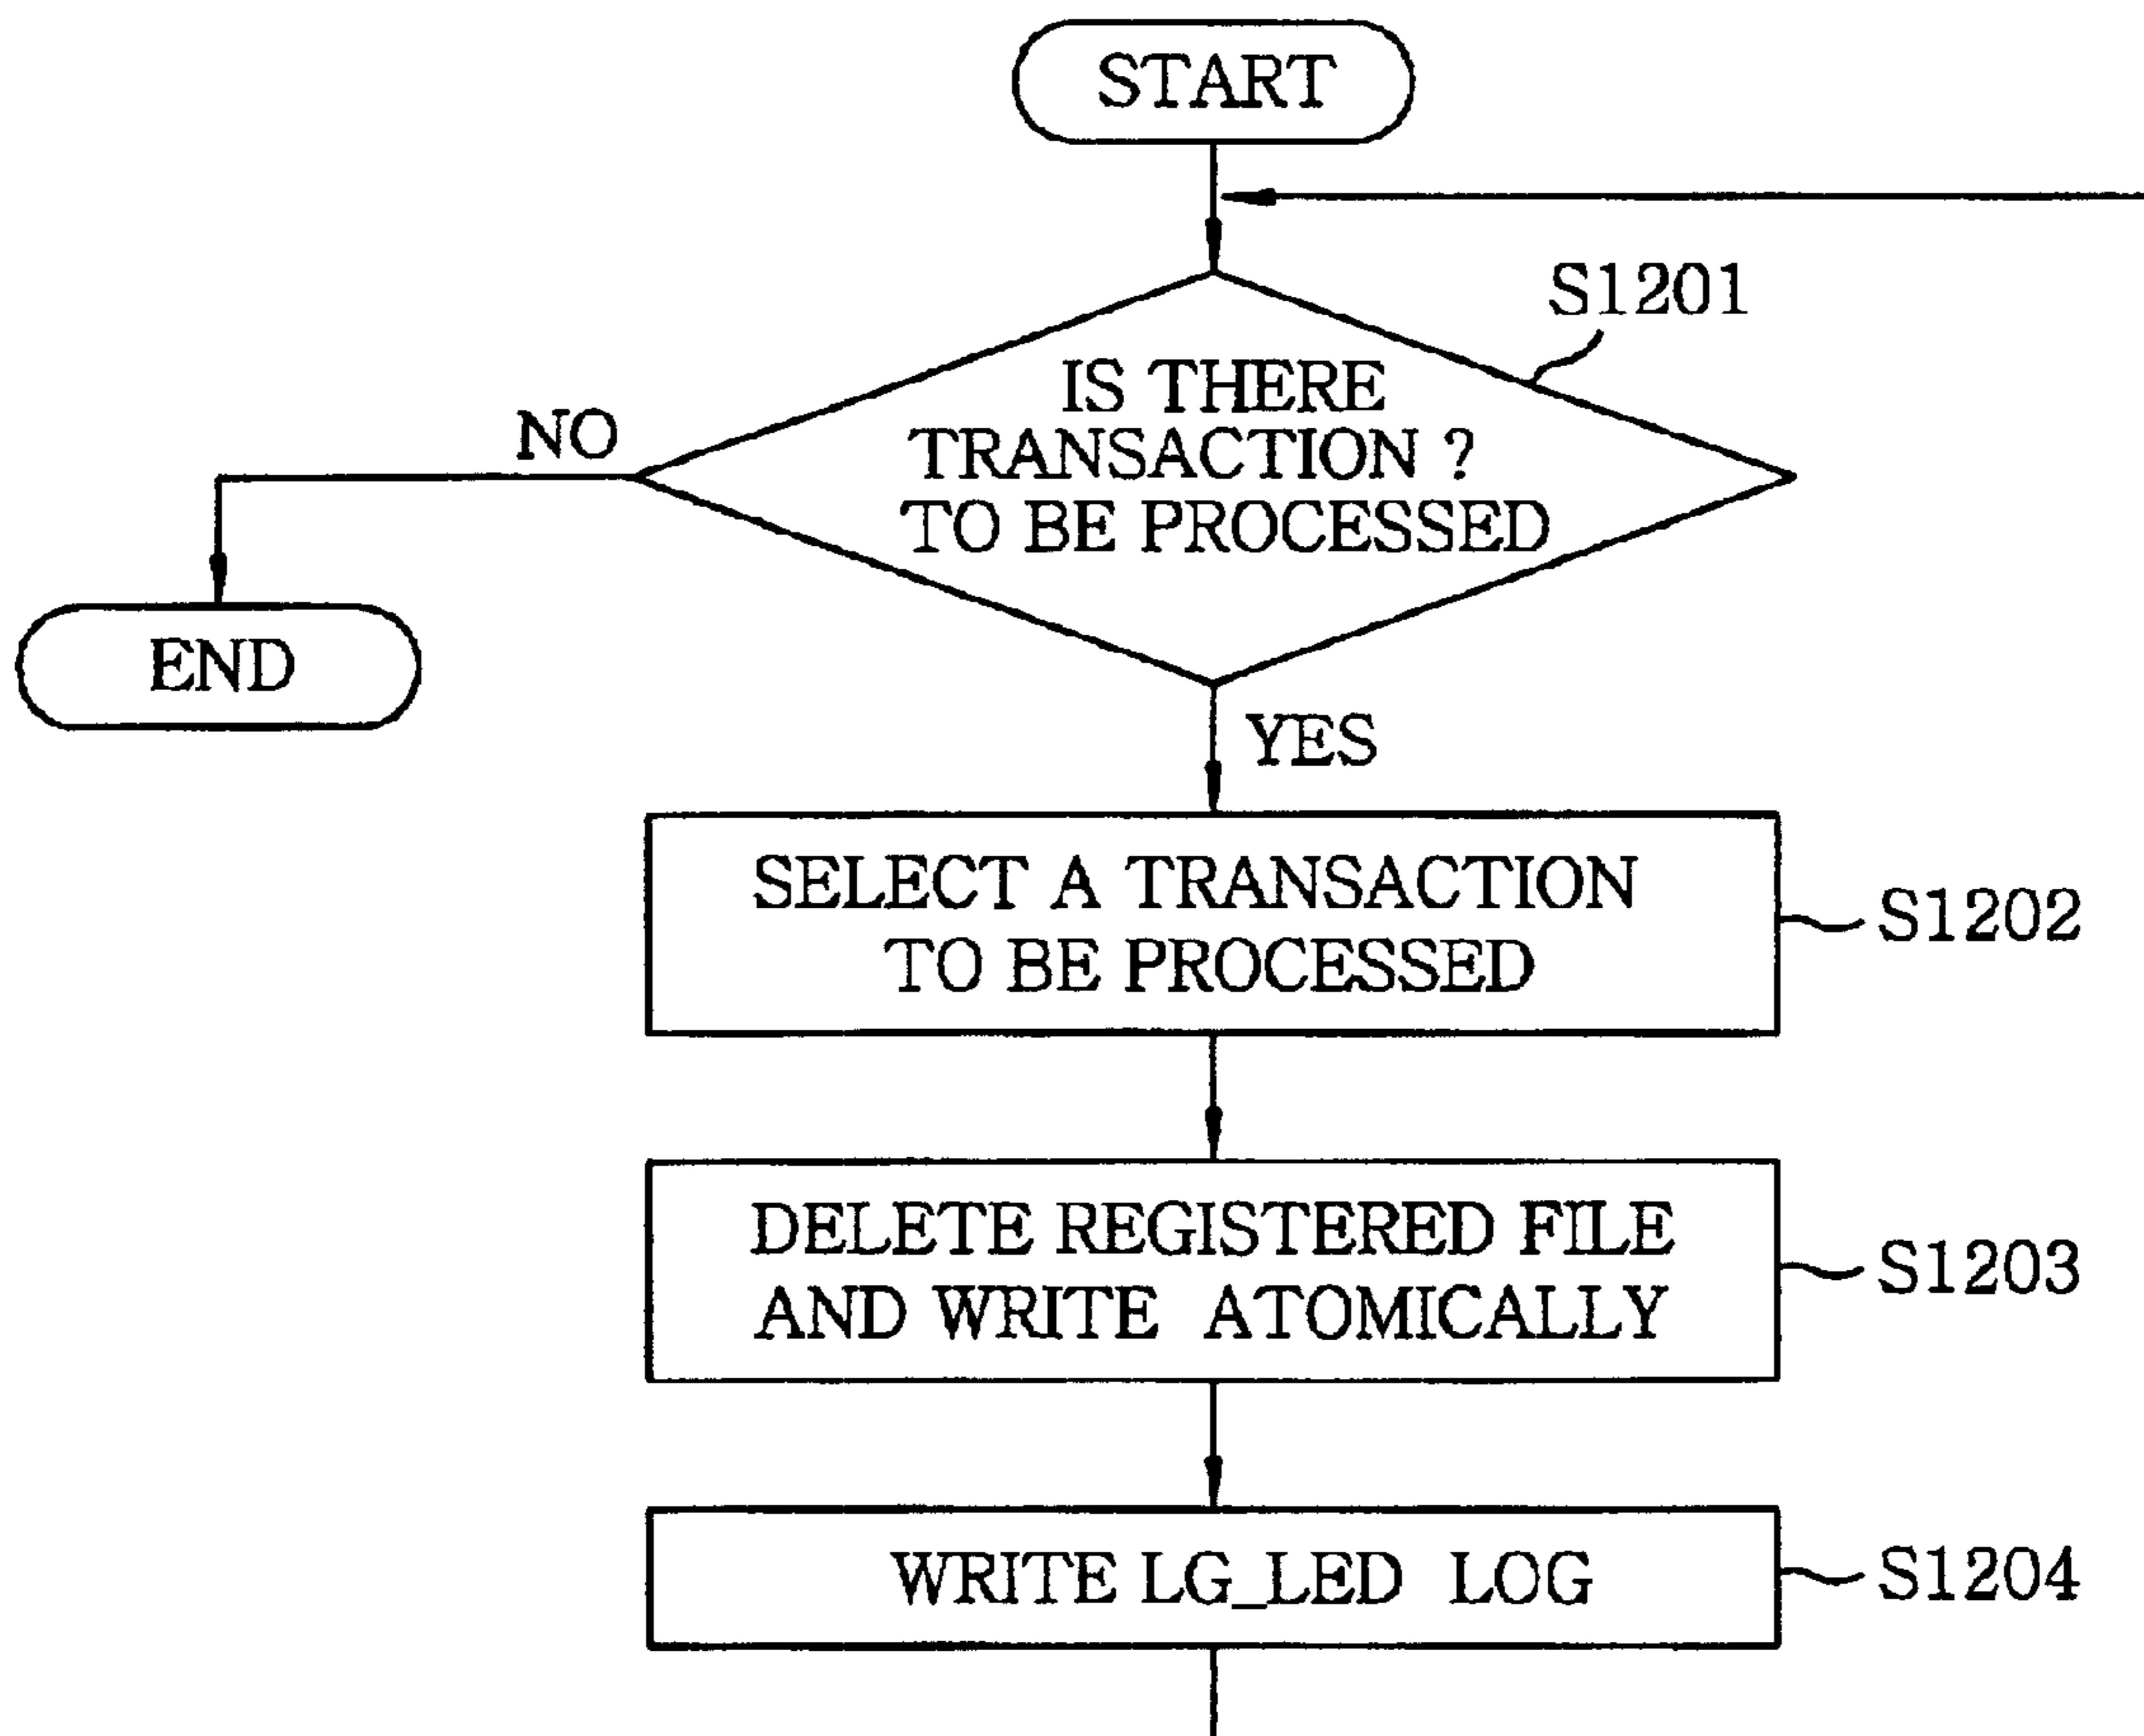 START
S1201
IS THERE
TRANSACTION ?
TO BE PROCESSED
NO
END
YES
SELECT A TRANSACTION
TO BE PROCESSED
S1202
DELETE REGISTERED FILE
AND WRITE ATOMICALLY
S1203
WRITE LG_LED LOG
S1204